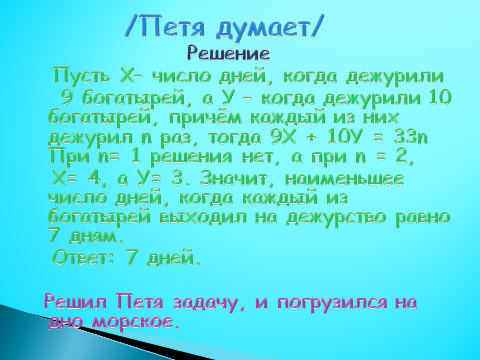 /Петя думает/
Решение
Пусть Х- число дней, когда дежурили
9 богатырей, а У - когда дежурили 10
богатырей, причём каждый из них
дежурил n раз, тогда 9Х + 10У = 33n
При n= 1 решения нет, а при n = 2,
Х= 4, а У= 3. Значит, наименьшее
число дней, когда каждый из
богатырей выходил на дежурство равно
7 дням.
Ответ: 7 дней.
Решил Петя задачу, и погрузился на
дно морское.